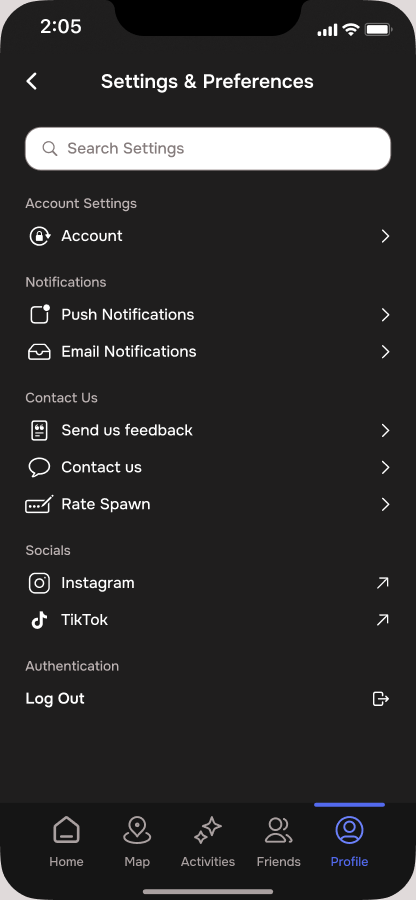 2:05
Settings & Preferences
Search Settings
Account Settings
Account
Notifications
Push Notifications
Email Notifications
Contact Us
Send us feedback
Contact us
Rate Spawn
Socials
Instagram
TikTok
Authentication
Log Out
Home Map Activities Friends Profile